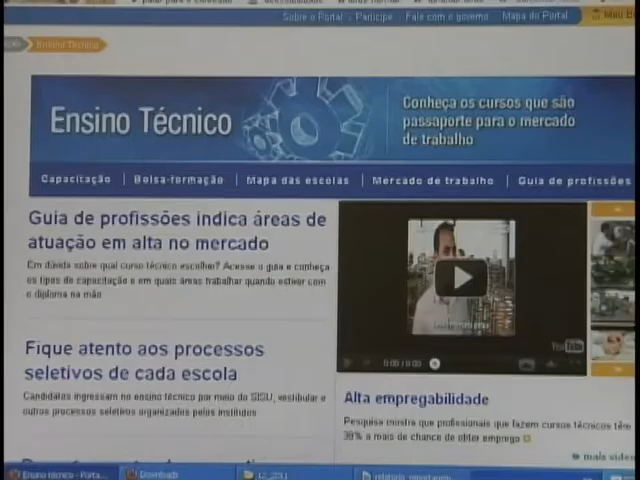 Sobre o Portal
Participe
Fale com o governo
Mapa do Portal
Ensino Técnico
Ensino Técnico
Conheça os cursos que são
passaporte para o mercado
de trabalho
Capacitação
Bolsa-formação
Mapa das escolas
Mercado de trabalho
Guia de profissões
Guia de profissões indica áreas de
atuação em alta no mercado
Em dúvida sobre qual curso técnico escolher? Acesse o guia e conheça
os tipos de capacitação e em quais áreas trabalhar quando estiver com
o diploma na mão
Fique atento aos processos
seletivos de cada escola
Candidatos ingressam no ensino técnico por meio do SISU, vestibular e
outros processos seletivos organizados pelos institutos
0:00 / 0:00
YouTube
Alta empregabilidade
Pesquisa mostra que profissionais que fazem cursos técnicos têm
38% a mais de chance de obter emprego
mais vídeo
Ensino técnico - Porta...
Downloads